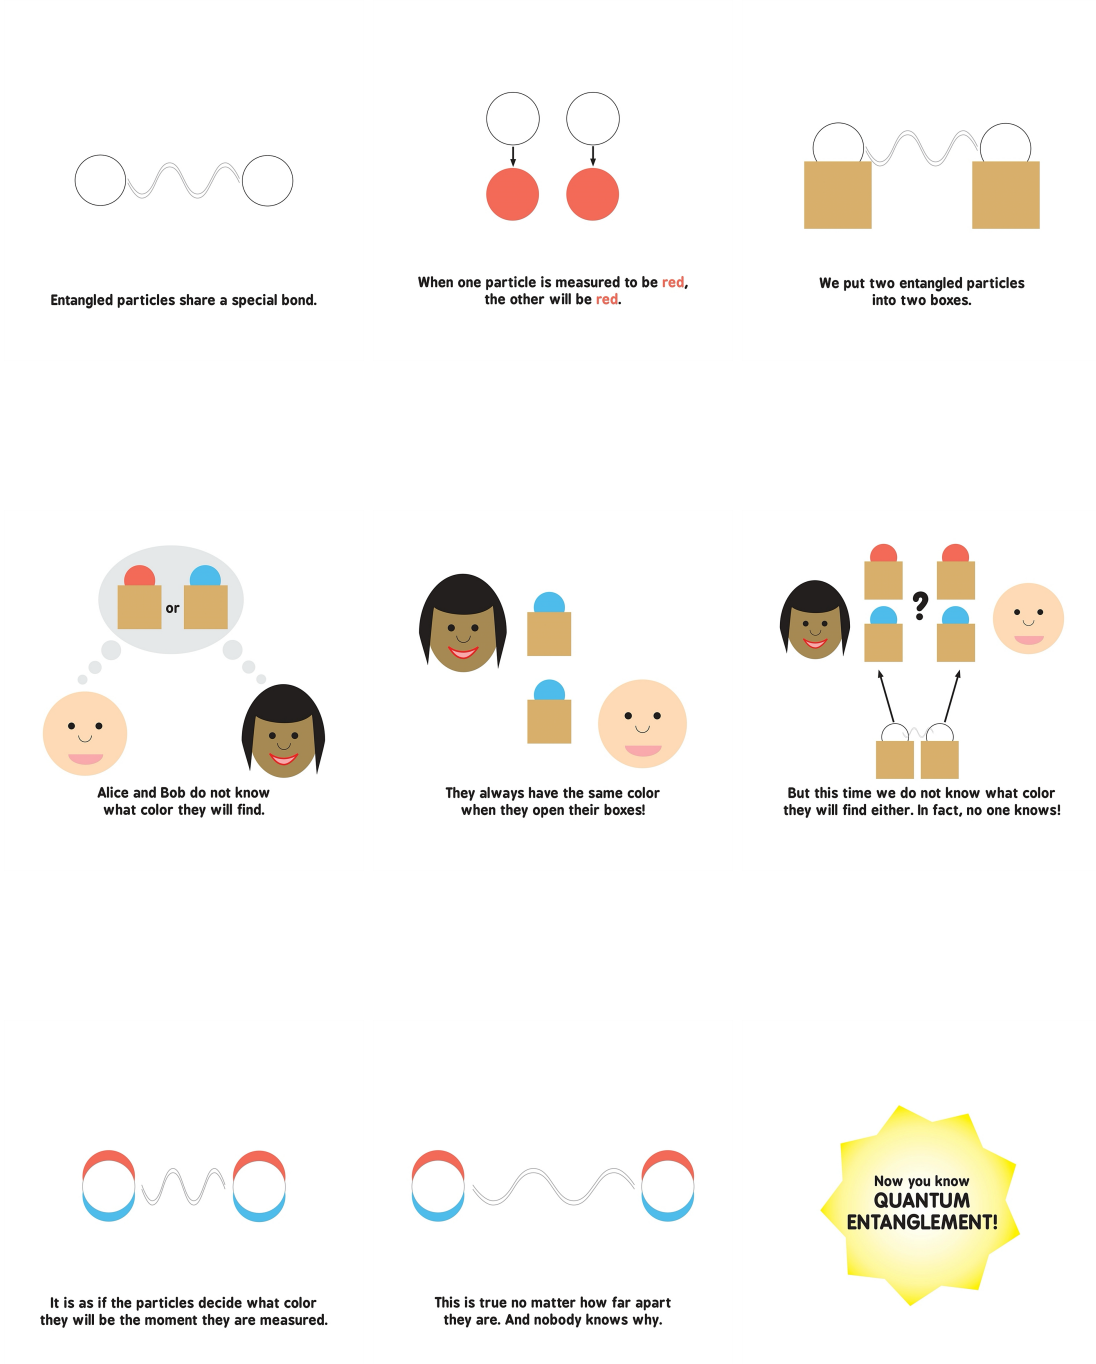 Entangled particles share a special bond.
When one particle is measured to be red,
the other will be red.
We put two entangled particles
into two boxes.
or
Alice and Bob do not know
what color they will find.
They always have the same color
when they open their boxes!
?
But this time we do not know what color
they will find either. In fact, no one knows!
It is as if the particles decide what color
they will be the moment they are measured.
This is true no matter how far apart
they are. And nobody knows why.
Now you know
QUANTUM
ENTANGLEMENT!